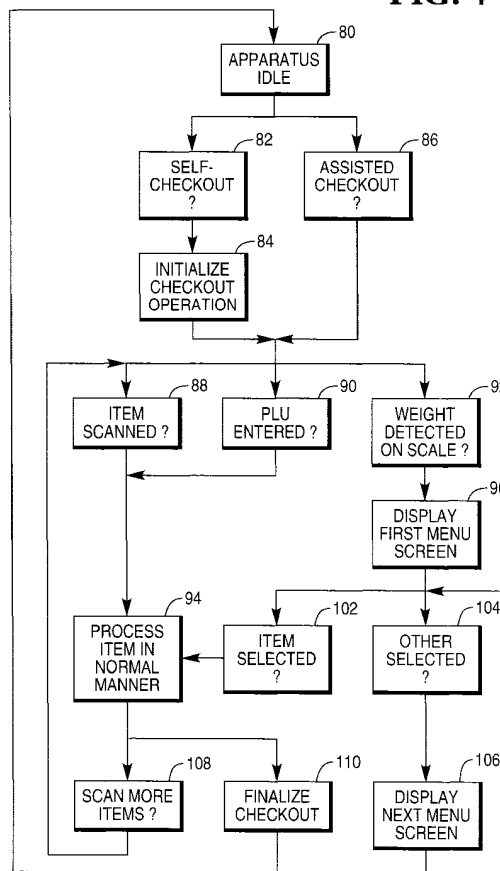 80
APPARATUS
IDLE
82
SELF-
CHECKOUT
?
86
ASSISTED
CHECKOUT
?
84
INITIALIZE
CHECKOUT
OPERATION
88
ITEM
SCANNED ?
90
PLU
ENTERED ?
WEIGHT
DETECTED
ON SCALE ?
DISPLAY
FIRST MENU
SCREEN
94
PROCESS
ITEM IN
NORMAL
MANNER
102
ITEM
SELECTED
?
104
OTHER
SELECTED
?
108
SCAN MORE
ITEMS ?
110
FINALIZE
CHECKOUT
106
DISPLAY
NEXT MENU
SCREEN